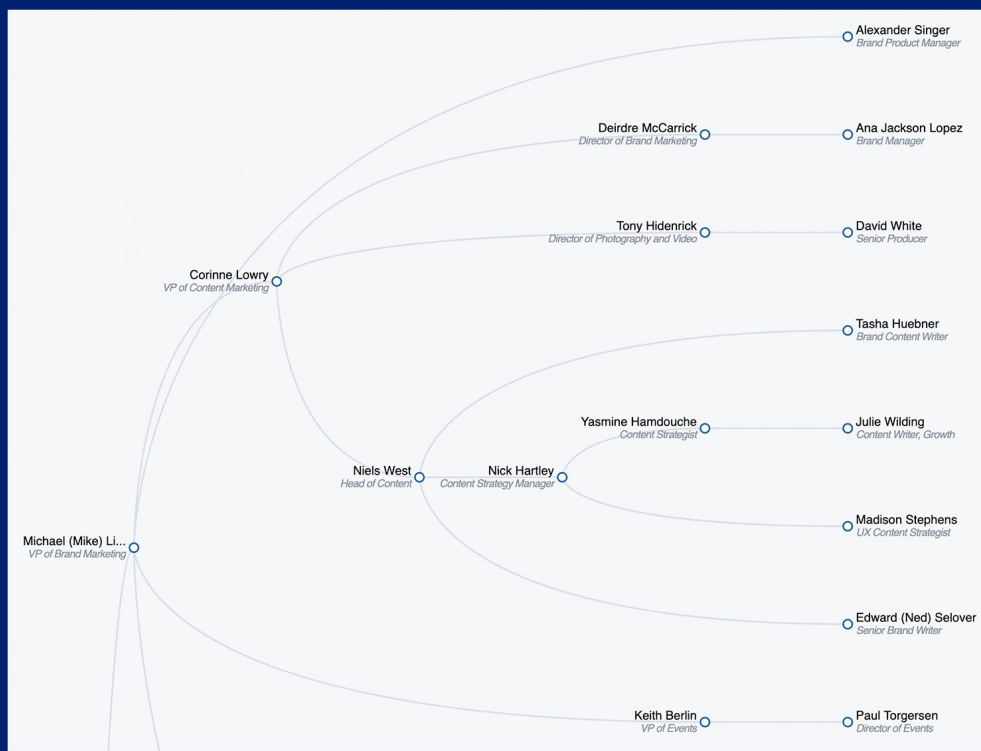 Alexander Singer
Brand Product Manager
Deirdre McCarrick
Director of Brand Marketing
Ana Jackson Lopez
Brand Manager
Tony Hidenrick
Director of Photography and Video
David White
Senior Producer
Corinne Lowry
VP of Content Marketing
Tasha Huebner
Brand Content Writer
Yasmine Hamdouche
Content Strategist
Julie Wilding
Content Writer, Growth
Niels West
Head of Content
Nick Hartley
Content Strategy Manager
Madison Stephens
UX Content Strategist
Michael (Mike) Li...
VP of Brand Marketing
Edward (Ned) Selover
Senior Brand Writer
Keith Berlin
VP of Events
Paul Torgersen
Director of Events